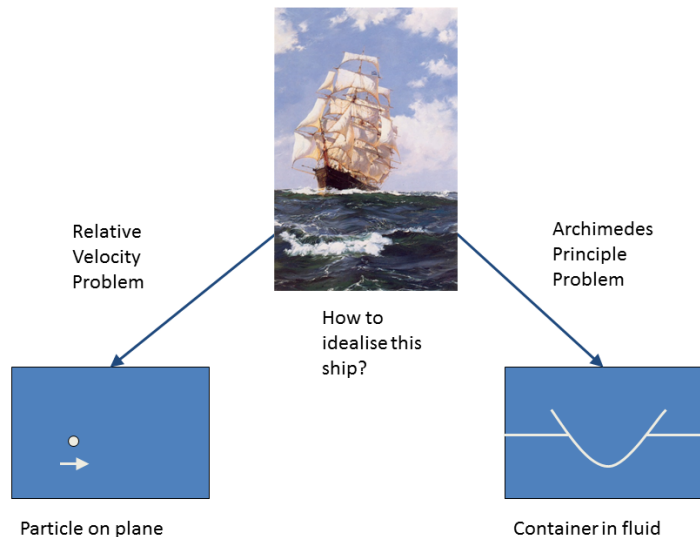 Relative
Velocity
Problem
Archimedes
Principle
Problem
How to
idealise this
ship?
Particle on plane
Container in fluid